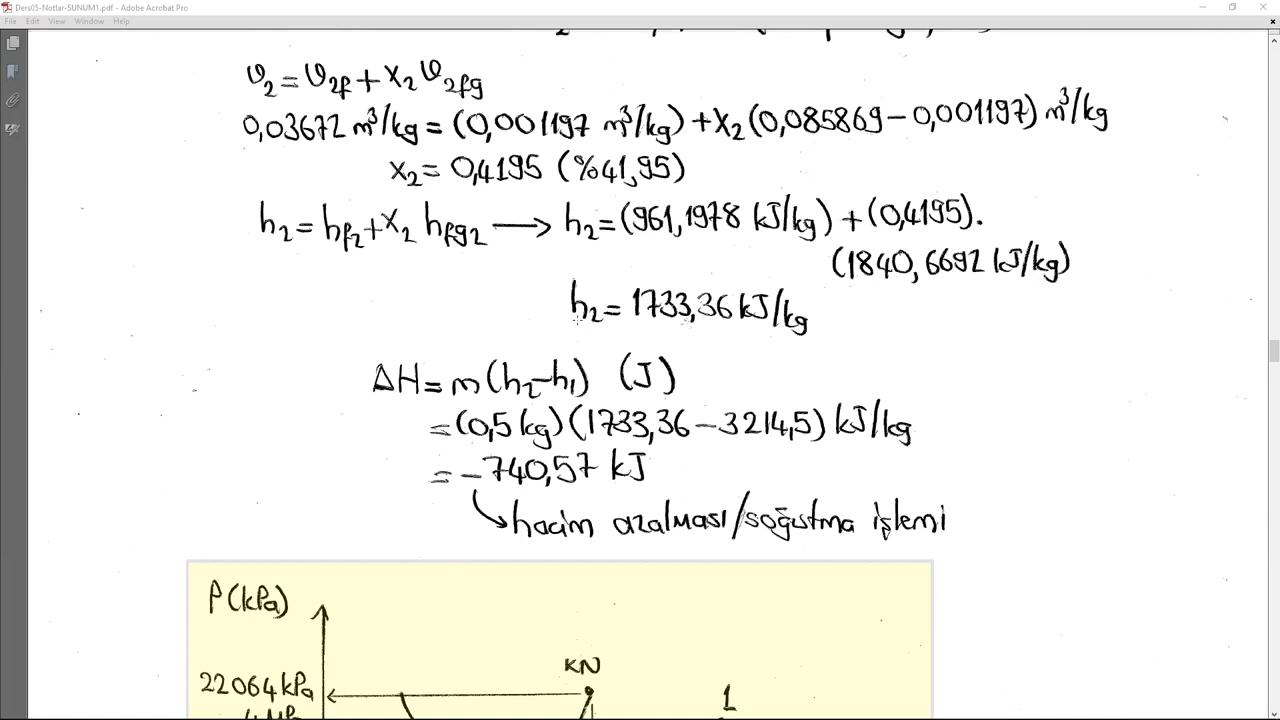 Ders05-Notlar-SUNUM1.pdf - Adobe Acrobat Pro
File Edit View Window Help
υ2 = υ2f + x2 υ2fg
0,03672 m³/kg = (0,001197 m³/kg) + x2 (0,085869 - 0,001197) m³/kg
x2 = 0,4195 (%41,95)
h2 = hf2 + x2 hfg2 → h2 = (961,1978 kJ/kg) + (0,4195).
(1840,6692 kJ/kg)
h2 = 1733,36 kJ/kg
ΔH = m (h2 - h1) (J)
= (0,5 kg) (1733,36 - 3214,5) kJ/kg
= -740,57 kJ
hacim azalması/soğutma işlemi
P(kPa)
KN
22064 kPa
1